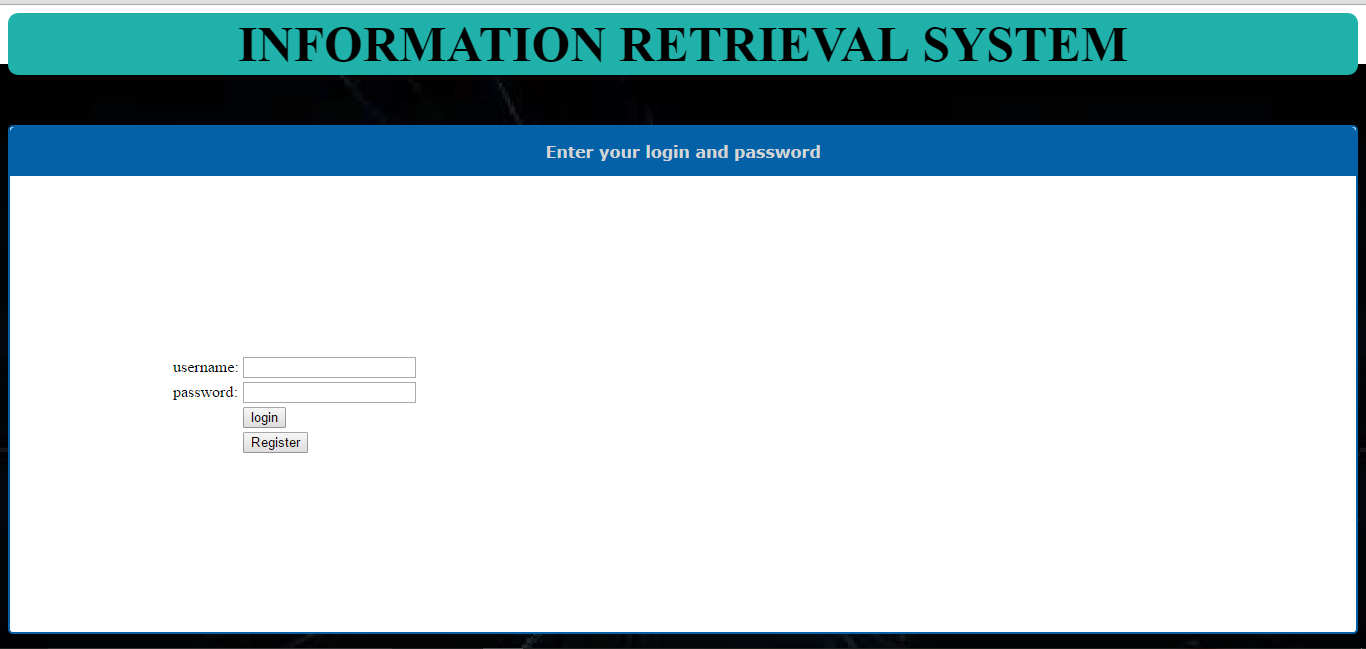 INFORMATION RETRIEVAL SYSTEM
Enter your login and password
username:
password:
login
Register